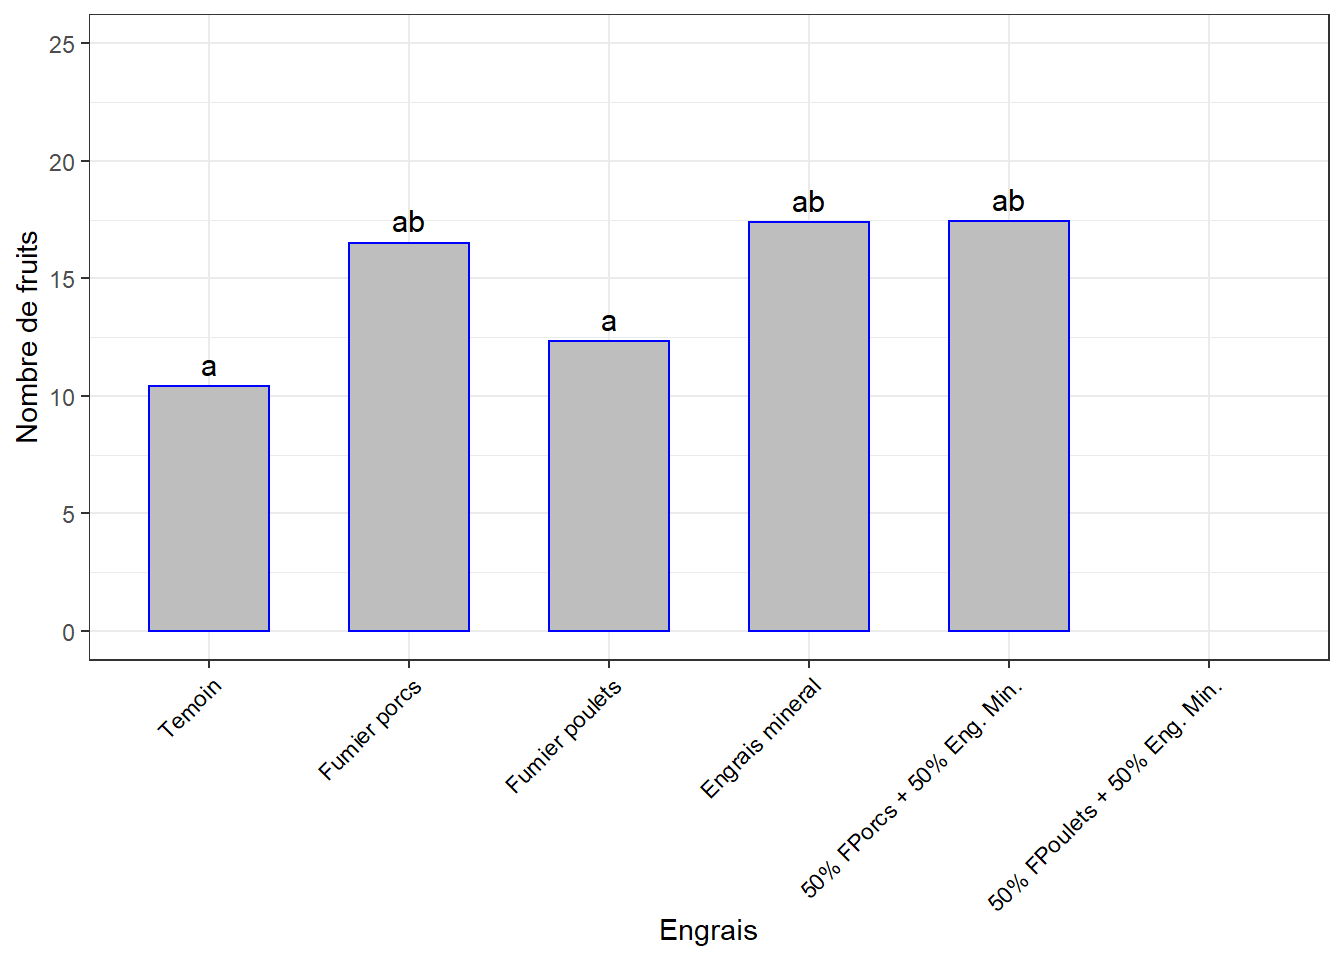 Nombre de fruits
25
20
15
10
5
0
a
ab
a
ab
ab
Temoin
Fumier porcs
Fumier poulets
Engrais mineral
50% FPorcs + 50% Eng. Min.
50% FPoulets + 50% Eng. Min.
Engrais